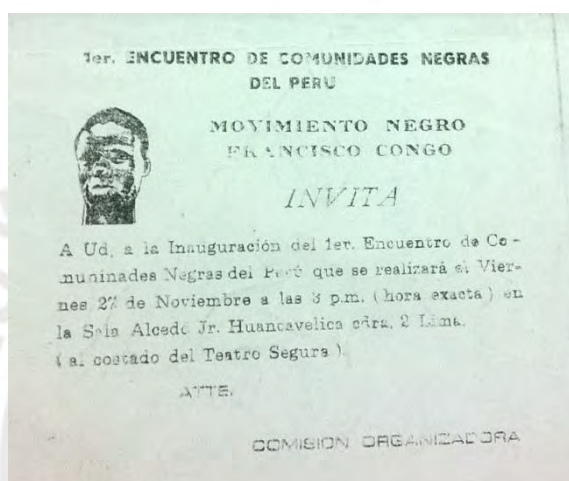 1er. ENCUENTRO DE COMUNIDADES NEGRAS
DEL PERU
MOVIMIENTO NEGRO
FRANCISCO CONGO
INVITA
A Ud. a la Inauguración del 1er. Encuentro de Co-
muninades Negras del Perú que se realizará el Vier-
nes 27 de Noviembre a las p.m. (hora exacta) en
la Sala Alcedo Jr. Huancavelica cdra. 2 Lima.
( al costado del Teatro Segura ).
ATTE.
COMISION ORGANIZADORA